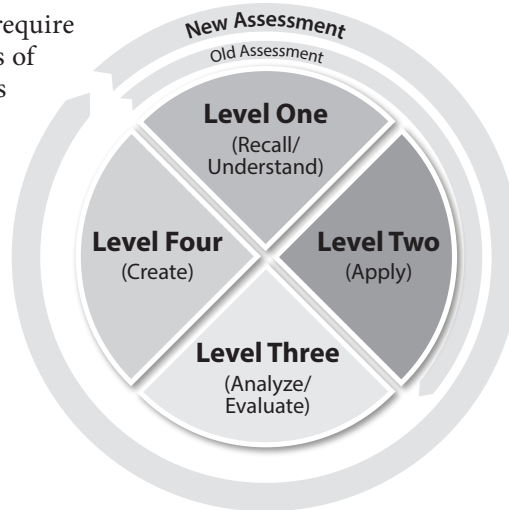 require
s of
s
New Assessment
Old Assessment
Level One
(Recall/
Understand)
Level Four
(Create)
Level Two
(Apply)
Level Three
(Analyze/
Evaluate)